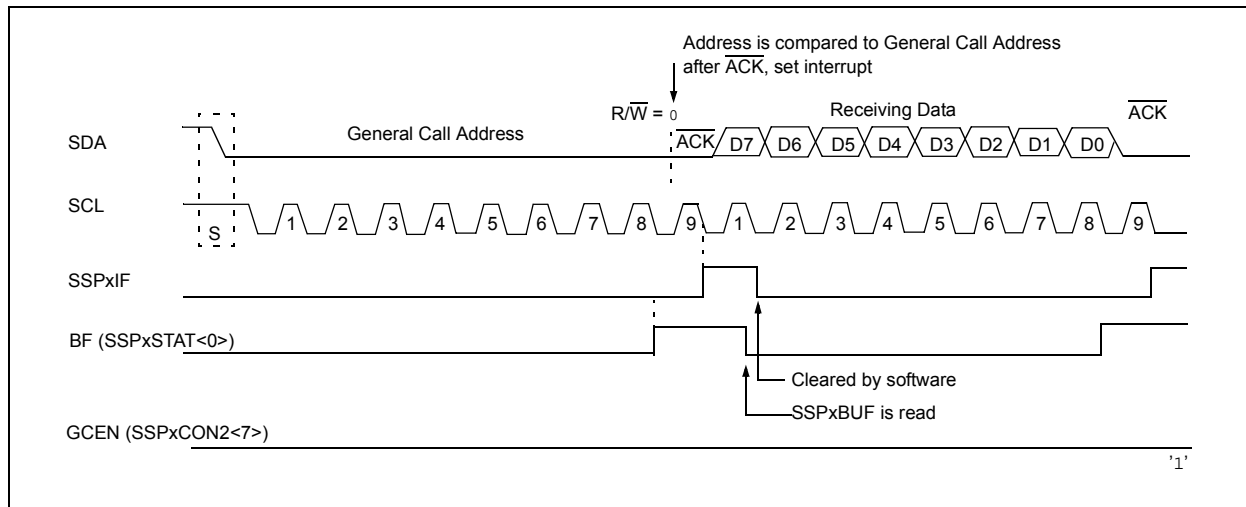 Address is compared to General Call Address
after ACK, set interrupt
R/W = 0
Receiving Data
ACK
SDA
General Call Address
ACK
D7 D6 D5 D4 D3 D2 D1 D0
SCL
S
1 2 3 4 5 6 7 8 9 1 2 3 4 5 6 7 8 9
SSPxIF
BF (SSPxSTAT<0>)
Cleared by software
SSPxBUF is read
GCEN (SSPxCON2<7>)
'1'